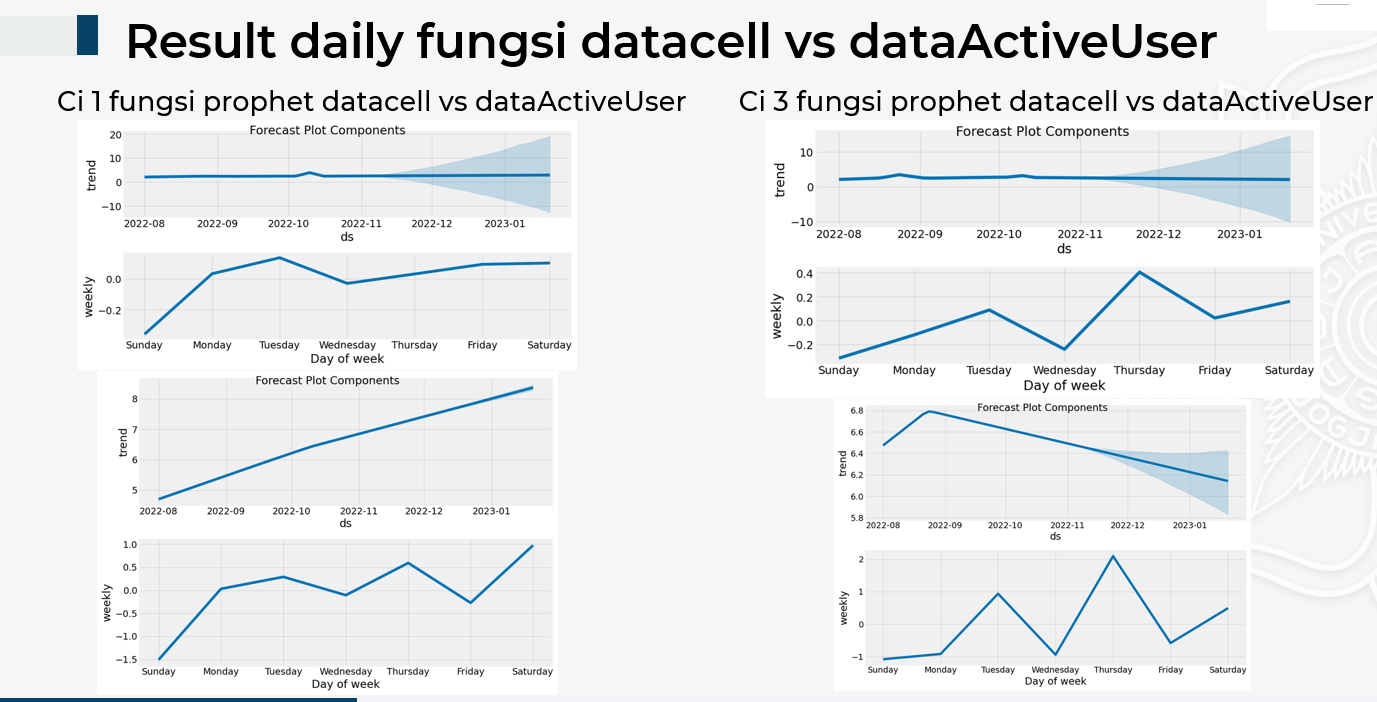 Result daily fungsi datacell vs dataActiveUser
Ci 1 fungsi prophet datacell vs dataActiveUser
Forecast Plot Components
20
10
0
−10
trend
2022-08 2022-09 2022-10 2022-11 2022-12 2023-01
ds
0.0
−0.2
weekly
Sunday Monday Tuesday Wednesday Thursday Friday Saturday
Day of week
Forecast Plot Components
8
7
6
5
trend
2022-08 2022-09 2022-10 2022-11 2022-12 2023-01
ds
1.0
0.5
0.0
−0.5
−1.0
−1.5
weekly
Sunday Monday Tuesday Wednesday Thursday Friday Saturday
Day of week
Ci 3 fungsi prophet datacell vs dataActiveUser
Forecast Plot Components
10
0
−10
trend
2022-08 2022-09 2022-10 2022-11 2022-12 2023-01
ds
0.4
0.2
0.0
−0.2
weekly
Sunday Monday Tuesday Wednesday Thursday Friday Saturday
Day of week
Forecast Plot Components
6.8
6.6
6.4
6.2
6.0
5.8
trend
2022-08 2022-09 2022-10 2022-11 2022-12 2023-01
ds
2
1
0
−1
weekly
Sunday Monday Tuesday Wednesday Thursday Friday Saturday
Day of week